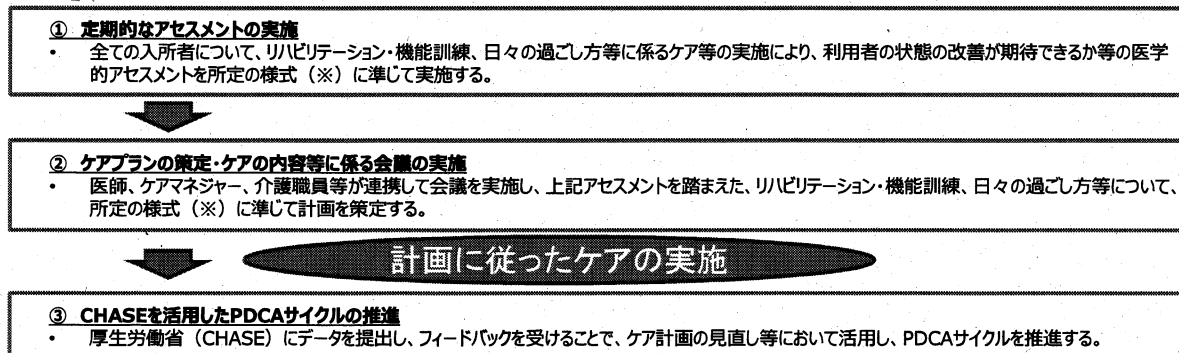 ① 定期的なアセスメントの実施
・ 全ての入所者について、リハビリテーション・機能訓練、日々の過ごし方等に係るケア等の実施により、利用者の状態の改善が期待できるか等の医学
的アセスメントを所定の様式（※）に準じて実施する。
② ケアプランの策定・ケアの内容等に係る会議の実施
・ 医師、ケアマネジャー、介護職員等が連携して会議を実施し、上記アセスメントを踏まえた、リハビリテーション・機能訓練、日々の過ごし方等について、
所定の様式（※）に準じて計画を策定する。
計画に従ったケアの実施
③ CHASEを活用したPDCAサイクルの推進
・ 厚生労働省（CHASE）にデータを提出し、フィードバックを受けることで、ケア計画の見直し等において活用し、PDCAサイクルを推進する。